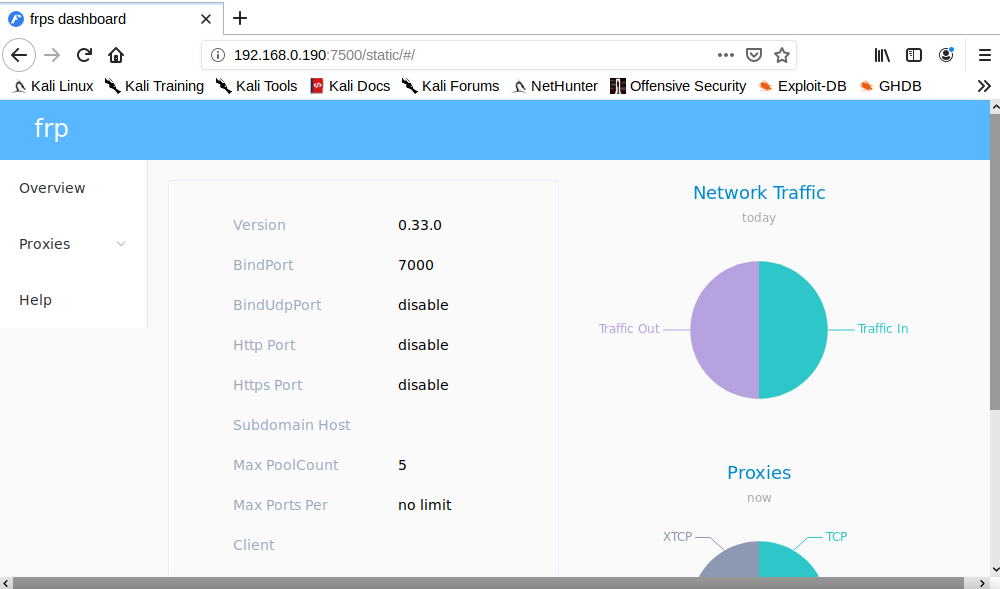 frps dashboard
192.168.0.190:7500/static/#/
Kali Linux Kali Training Kali Tools Kali Docs Kali Forums NetHunter Offensive Security Exploit-DB GHDB
frp
Overview
Proxies
Help
Version 0.33.0
BindPort 7000
BindUdpPort disable
Http Port disable
Https Port disable
Subdomain Host
Max PoolCount 5
Max Ports Per no limit
Client
Network Traffic
today
Traffic Out Traffic In
Proxies
now
XTCP TCP